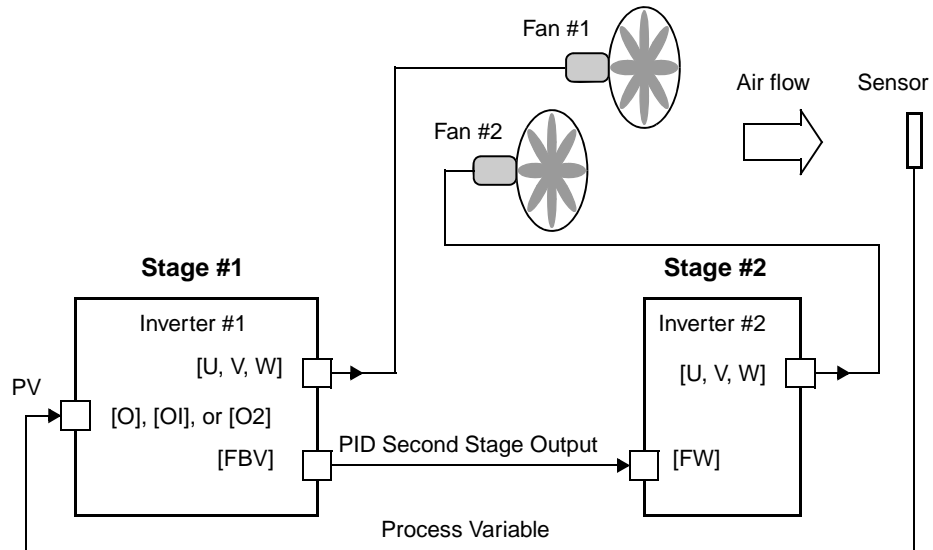 Fan #1
Air flow
Sensor
Fan #2
Stage #1
Stage #2
Inverter #1
Inverter #2
[U, V, W]
[U, V, W]
PV
[O], [OI], or [O2]
[FBV]
PID Second Stage Output
[FW]
Process Variable